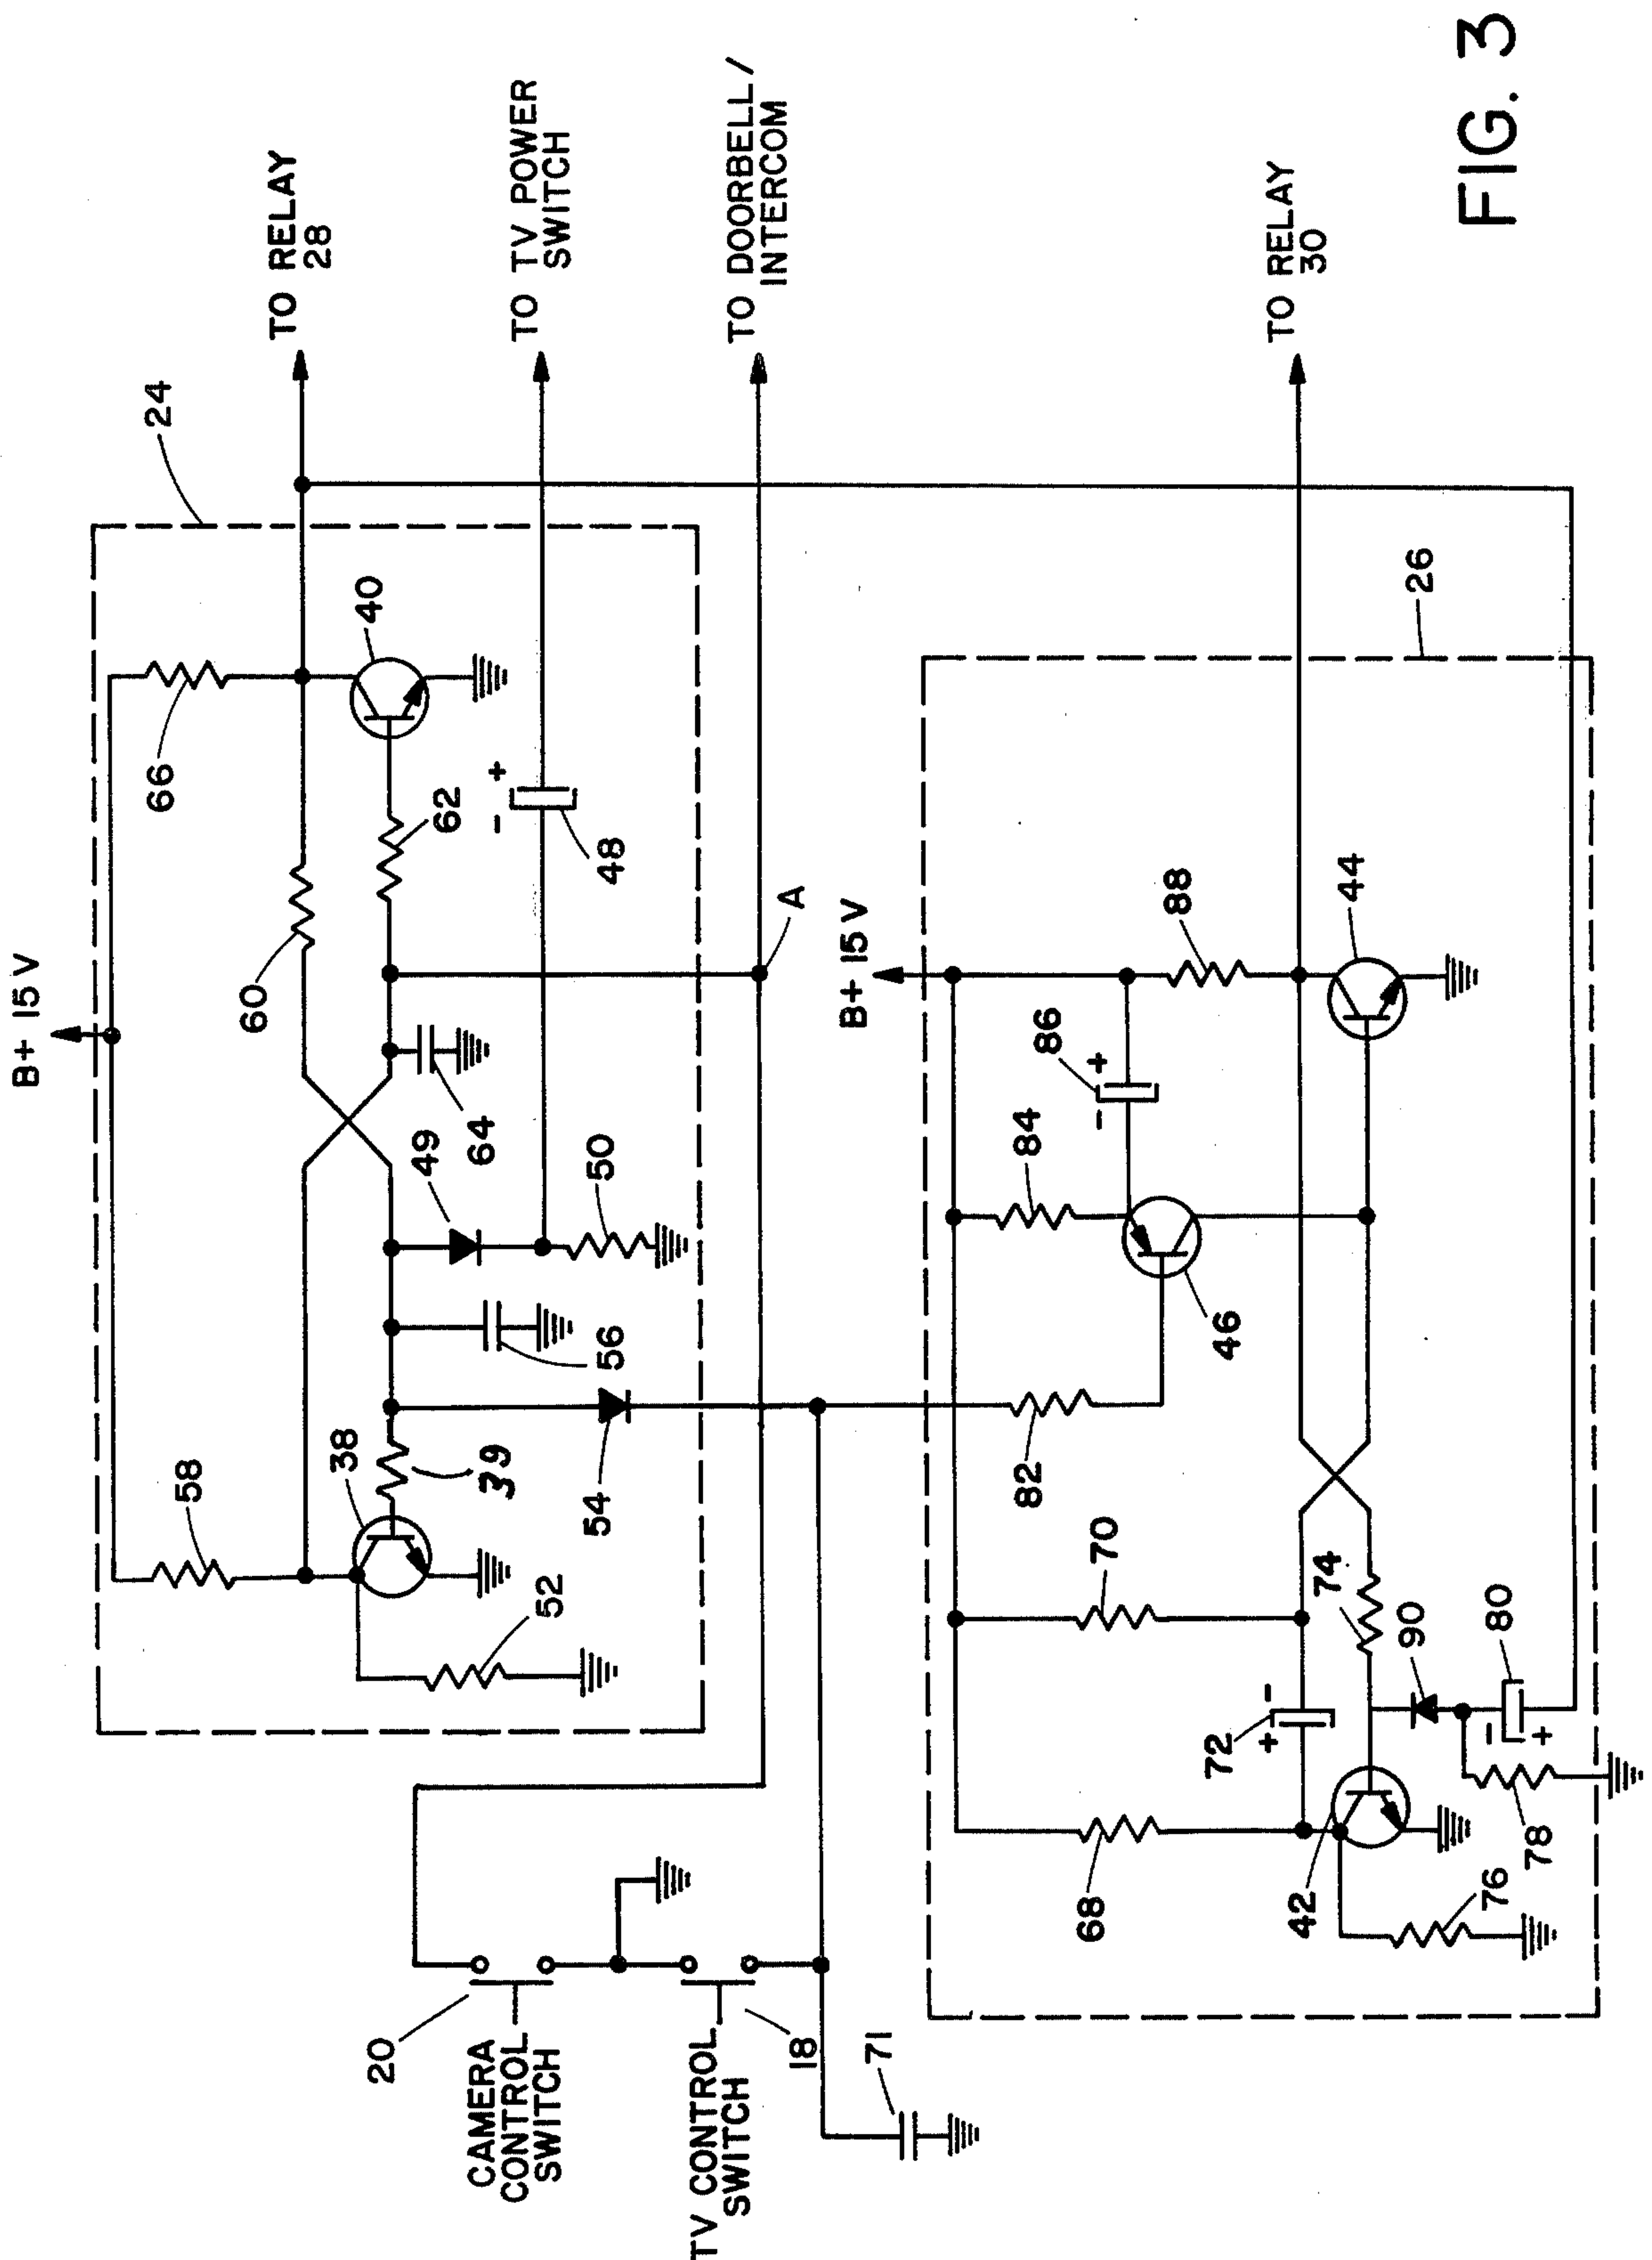 B+ 15 V
24
TO RELAY
28
66
60
40
58
38
39
49
64
62
TO TV POWER
SWITCH
48
50
56
54
52
TO DOORBELL /
INTERCOM
A
20
CAMERA
CONTROL
SWITCH
TV CONTROL
SWITCH
18
71
B+ 15 V
26
86
84
88
82
46
70
68
72
74
TO RELAY
30
44
42
90
80
76
78
+
-
+
-
+
-
-
+
FIG. 3